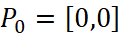 P₀ = [0,0]